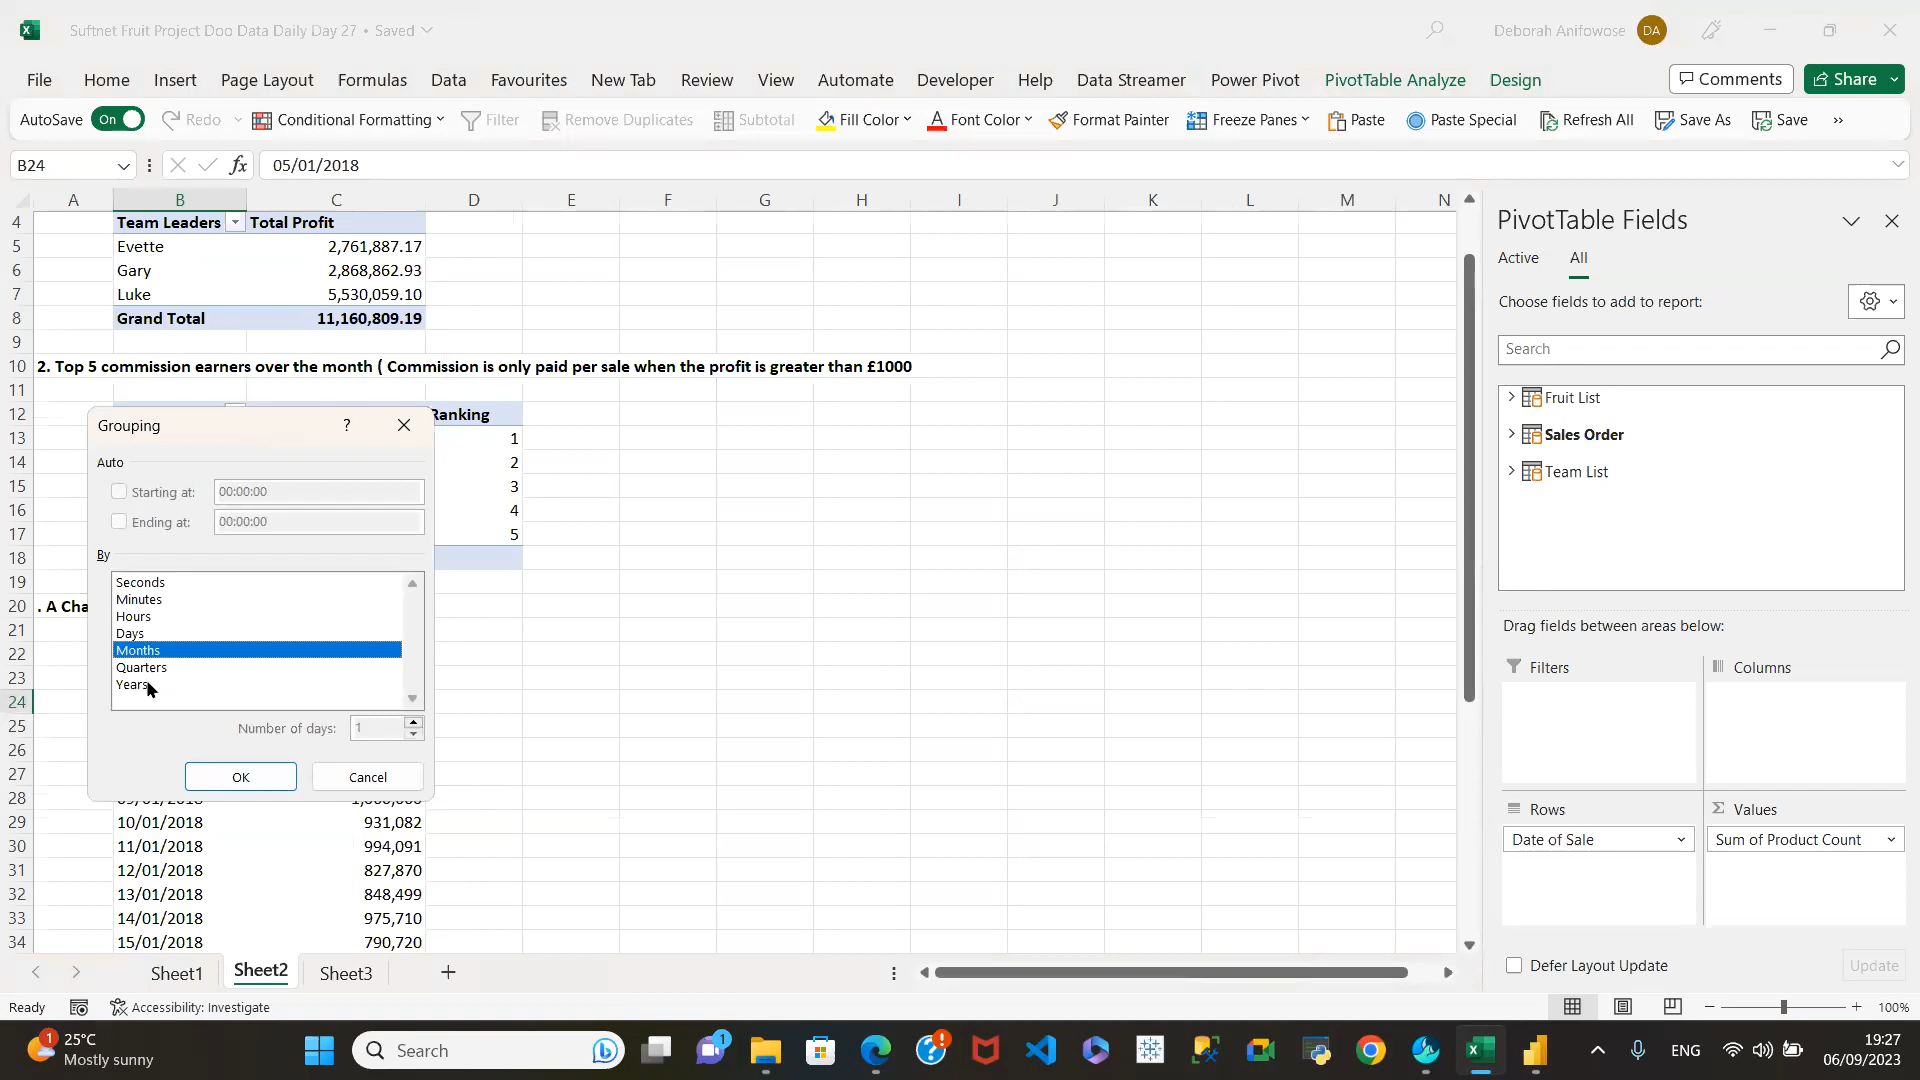 Suftnet Fruit Project Doo Data Daily Day 27 • Saved
Deborah Anifowose DA
File Home Insert Page Layout Formulas Data Favourites New Tab Review View Automate Developer Help Data Streamer Power Pivot PivotTable Analyze Design Comments Share
AutoSave On Redo Conditional Formatting Filter Remove Duplicates Subtotal Fill Color Font Color Format Painter Freeze Panes Paste Paste Special Refresh All Save As Save
B24 fx 05/01/2018
A B C D E F G H I J K L M N
4 Team Leaders Total Profit
5 Evette 2,761,887.17
6 Gary 2,868,862.93
7 Luke 5,530,059.10
8 Grand Total 11,160,809.19
9
10 2. Top 5 commission earners over the month ( Commission is only paid per sale when the profit is greater than £1000
11
12 Ranking
13 1
14 2
15 3
16 4
17 5
18
19
20 . A Cha
21
22
23
24
25
26
27
28
29 10/01/2018 931,082
30 11/01/2018 994,091
31 12/01/2018 827,870
32 13/01/2018 848,499
33 14/01/2018 975,710
34 15/01/2018 790,720
Grouping ?
Auto
Starting at: 00:00:00
Ending at: 00:00:00
By
Seconds
Minutes
Hours
Days
Months
Quarters
Years
Number of days: 1
OK Cancel
PivotTable Fields
Active All
Choose fields to add to report:
Search
Fruit List
Sales Order
Team List
Drag fields between areas below:
Filters Columns
Rows Values
Date of Sale Sum of Product Count
Defer Layout Update Update
Sheet1 Sheet2 Sheet3
Ready Accessibility: Investigate 100%
1 25°C
Mostly sunny
Search
1
ENG
19:27
06/09/2023